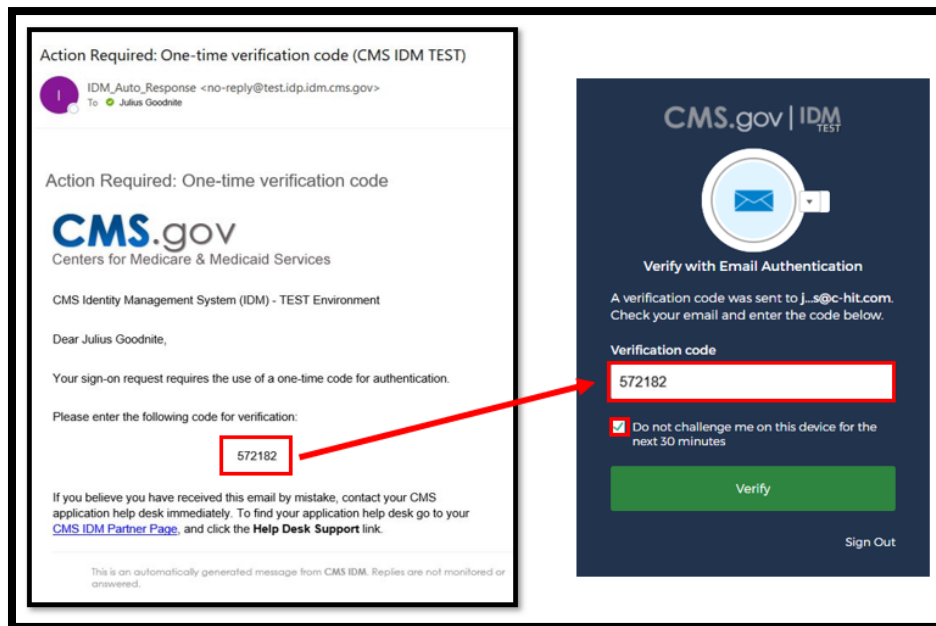 Action Required: One-time verification code (CMS IDM TEST)
I
IDM_Auto_Response <no-reply@test.idp.idm.cms.gov>
To Julius Goodnite
Action Required: One-time verification code
CMS.gov
Centers for Medicare & Medicaid Services
CMS Identity Management System (IDM) - TEST Environment
Dear Julius Goodnite,
Your sign-on request requires the use of a one-time code for authentication.
Please enter the following code for verification:
572182
If you believe you have received this email by mistake, contact your CMS
application help desk immediately. To find your application help desk go to your
CMS IDM Partner Page, and click the Help Desk Support link.
This is an automatically generated message from CMS IDM. Replies are not monitored or
answered.
CMS.gov | IDM
TEST
Verify with Email Authentication
A verification code was sent to j...s@c-hit.com.
Check your email and enter the code below.
Verification code
572182
Do not challenge me on this device for the
next 30 minutes
Verify
Sign Out